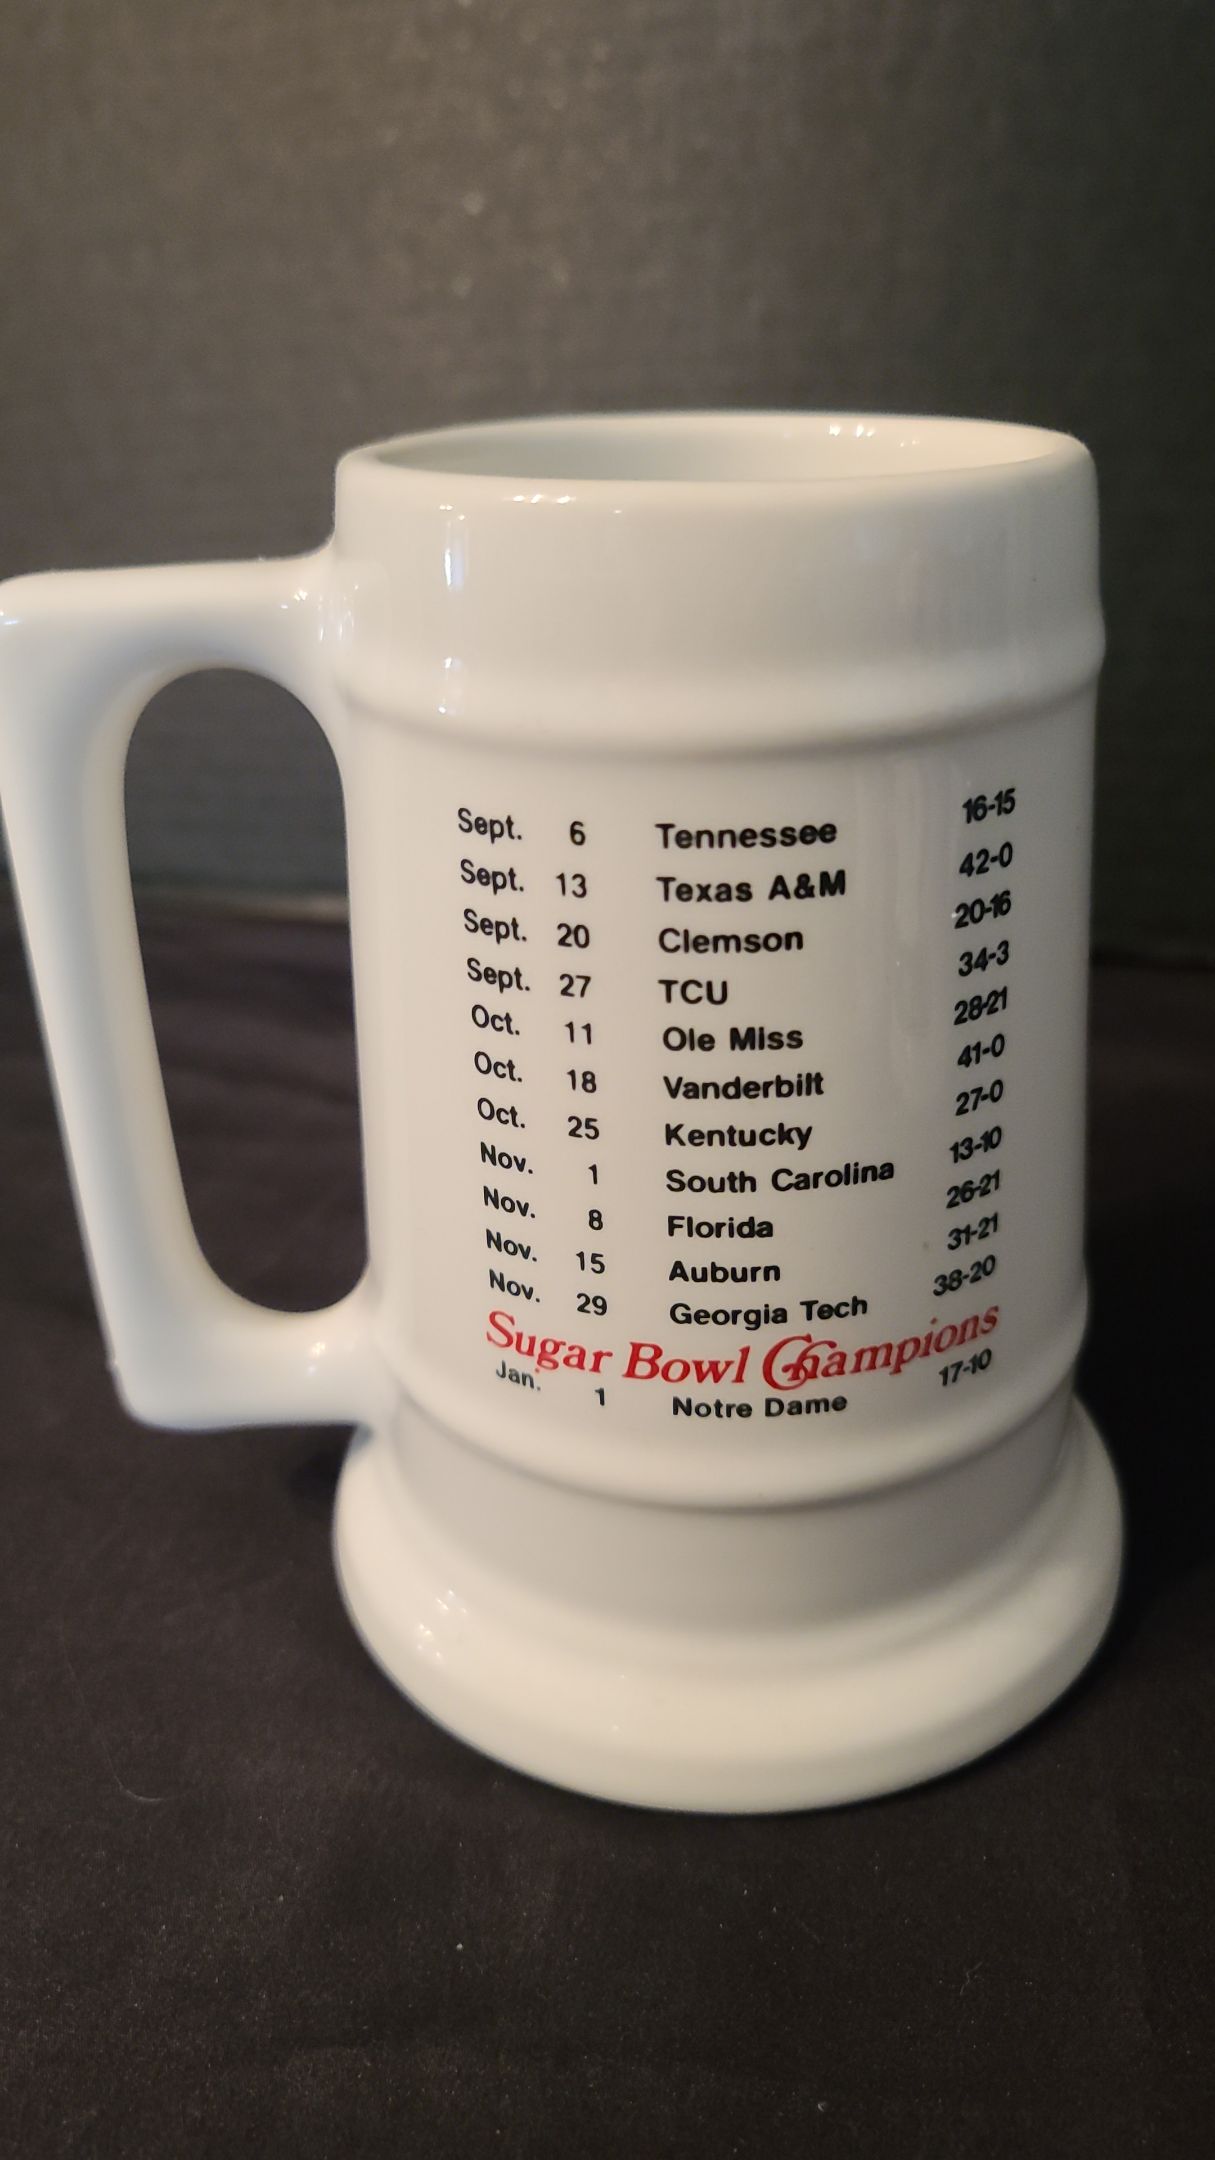 Sept. 6 Tennessee 16-15
Sept. 13 Texas A&M 42-0
Sept. 20 Clemson 20-16
Sept. 27 TCU 34-3
Oct. 11 Ole Miss 28-21
Oct. 18 Vanderbilt 41-0
Oct. 25 Kentucky 27-0
Nov. 1 South Carolina 13-10
Nov. 8 Florida 26-21
Nov. 15 Auburn 31-21
Nov. 29 Georgia Tech 38-20
Sugar Bowl Champions
Jan. 1 Notre Dame 17-10